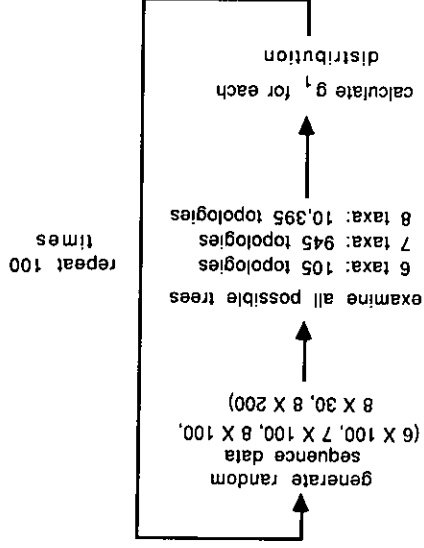 generate random
sequence data
(6 X 100, 7 X 100, 8 X 100,
8 X 30, 8 X 200)
examine all possible trees
6 taxa: 105 topologies
7 taxa: 945 topologies
8 taxa: 10,395 topologies
calculate g1 for each
distribution
repeat 100
times